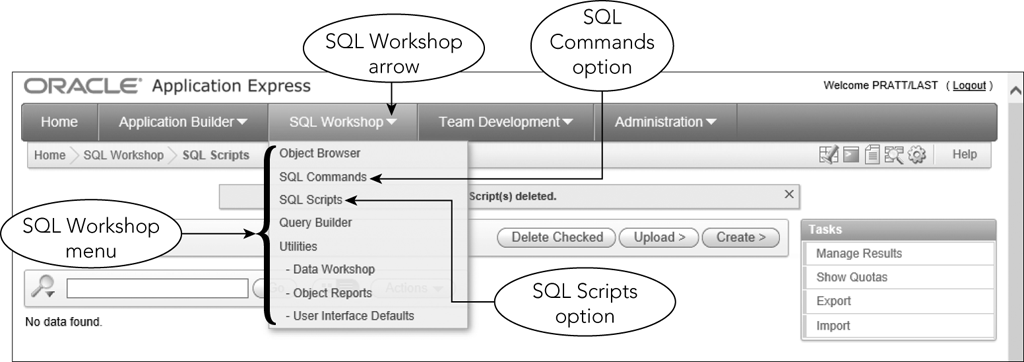 SQL Workshop
arrow
SQL
Commands
option
ORACLE® Application Express
Welcome PRATT/LAST ( Logout )
Home Application Builder SQL Workshop Team Development Administration
Home SQL Workshop SQL Scripts
Help
Object Browser
SQL Commands
SQL Scripts
Query Builder
Utilities
- Data Workshop
- Object Reports
- User Interface Defaults
Script(s) deleted.
SQL Workshop
menu
Delete Checked Upload > Create >
Go Actions
No data found.
SQL Scripts
option
Tasks
Manage Results
Show Quotas
Export
Import